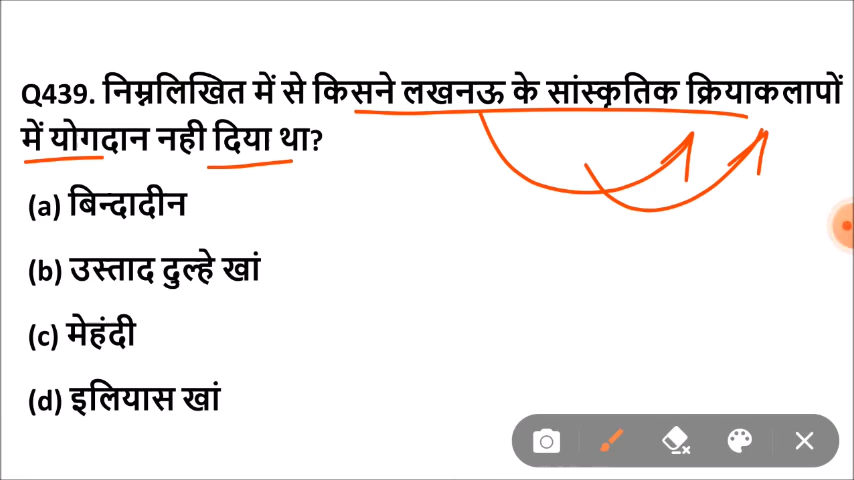 Q439. निम्नलिखित में से किसने लखनऊ के सांस्कृतिक क्रियाकलापों
में योगदान नही दिया था?
(a) बिन्दादीन
(b) उस्ताद दुल्हे खां
(c) मेहंदी
(d) इलियास खां